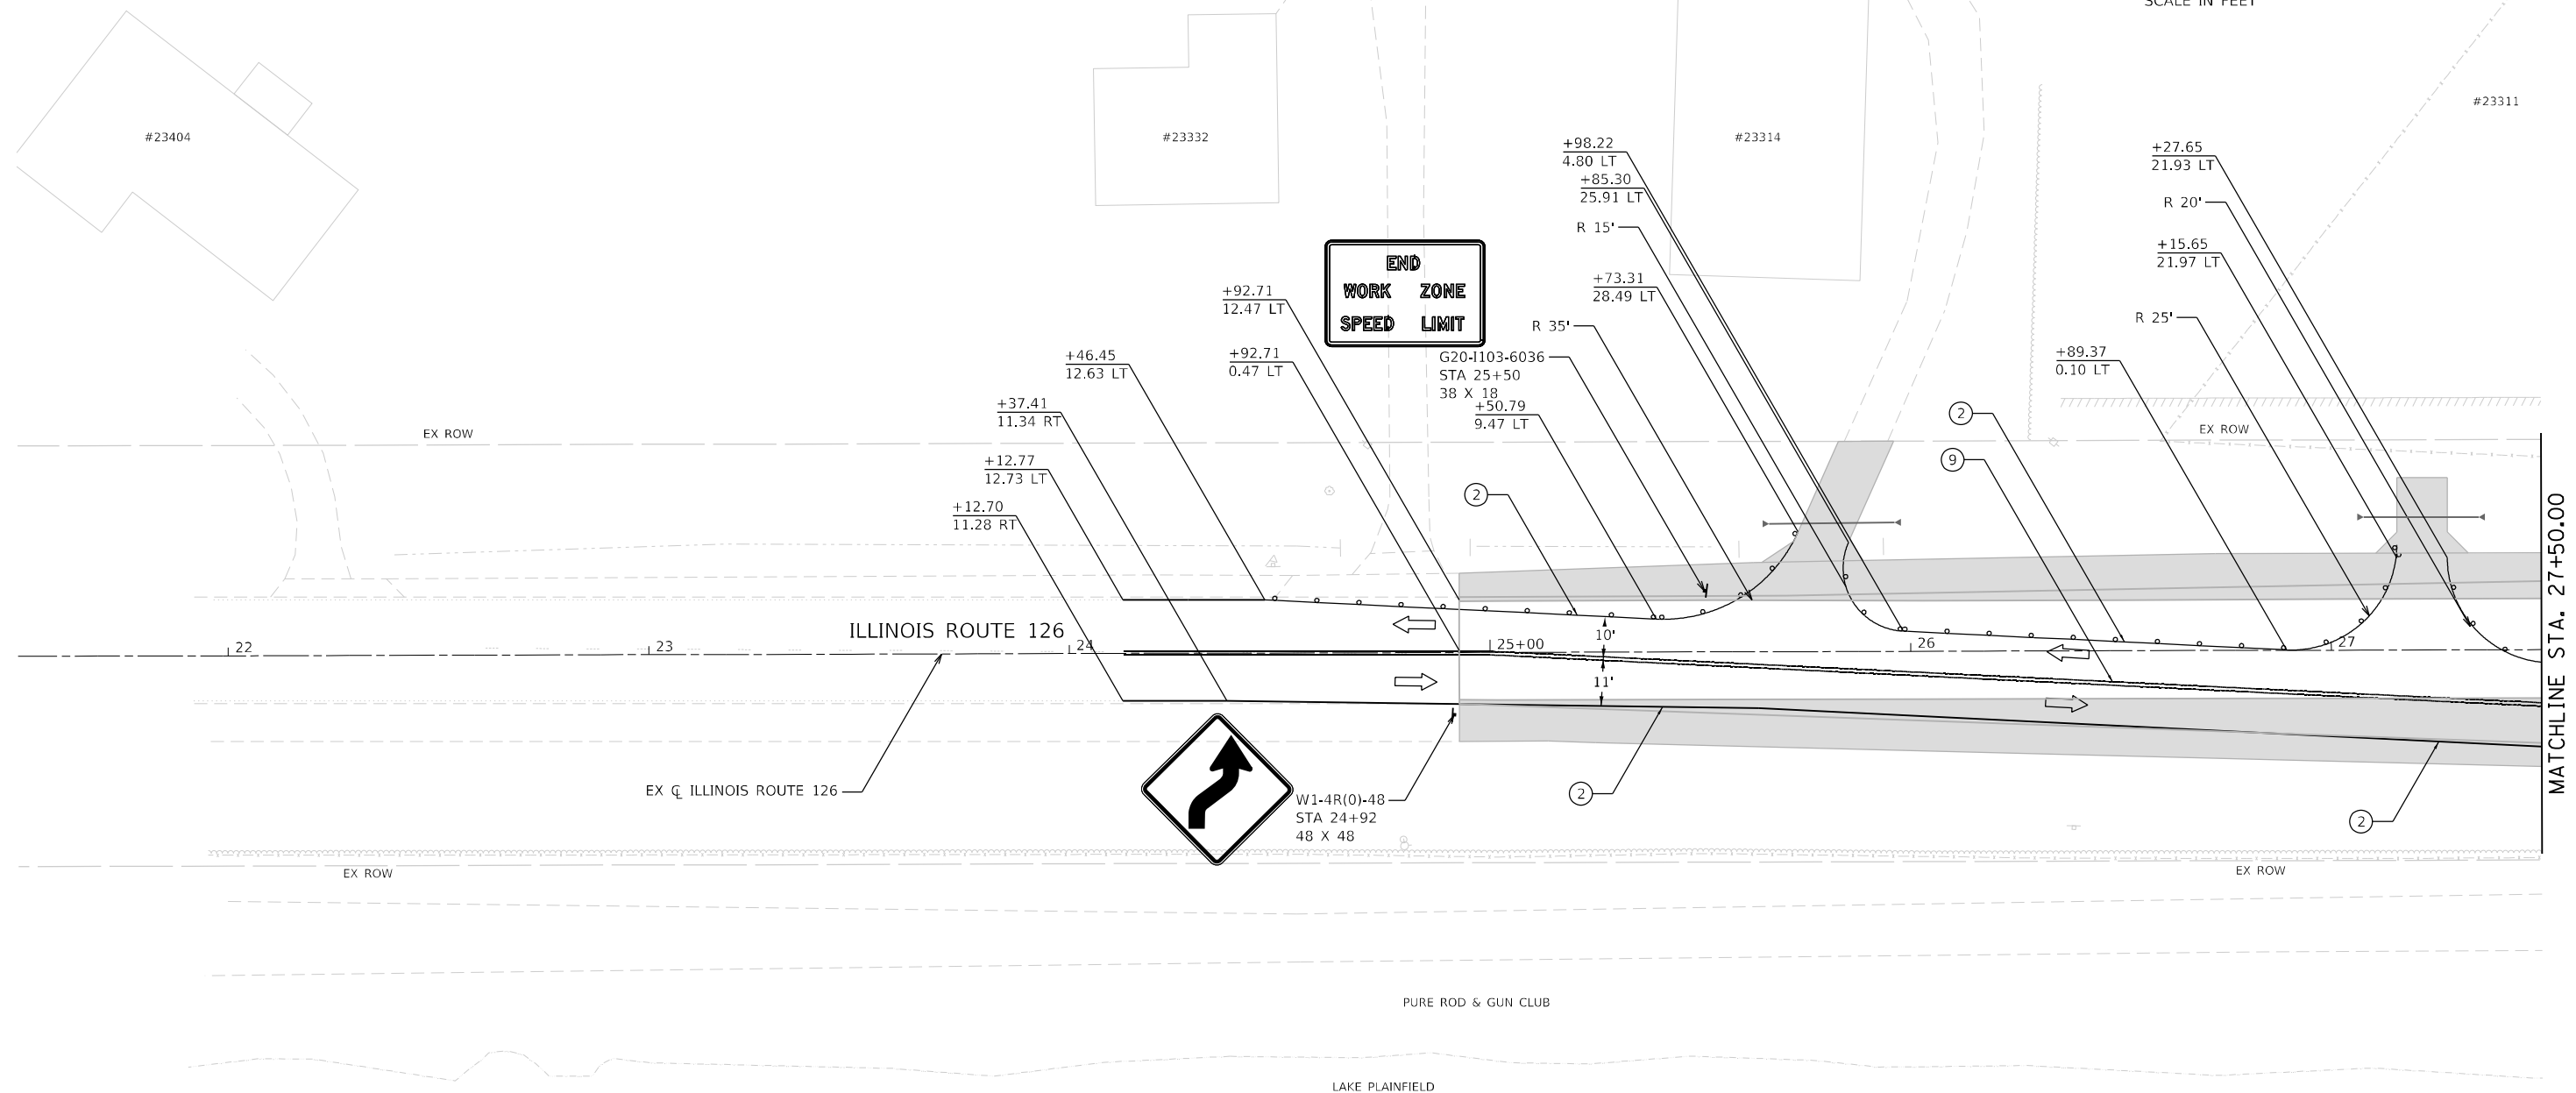 SCALE IN FEET
#23404
#23332
#23314
#23311
+98.22
4.80 LT
+85.30
25.91 LT
R 15'
+73.31
28.49 LT
R 35'
+27.65
21.93 LT
R 20'
+15.65
21.97 LT
R 25'
+89.37
0.10 LT
END
WORK ZONE
SPEED LIMIT
G20-I103-6036
STA 25+50
38 X 18
+50.79
9.47 LT
+92.71
12.47 LT
+92.71
0.47 LT
+46.45
12.63 LT
+37.41
11.34 RT
+12.77
12.73 LT
+12.70
11.28 RT
EX ROW
EX ROW
2
9
2
ILLINOIS ROUTE 126
22
23
24
25+00
26
27
10'
11'
MATCHLINE STA. 27+50.00
EX ℄ ILLINOIS ROUTE 126
W1-4R(0)-48
STA 24+92
48 X 48
2
2
EX ROW
EX ROW
PURE ROD & GUN CLUB
LAKE PLAINFIELD